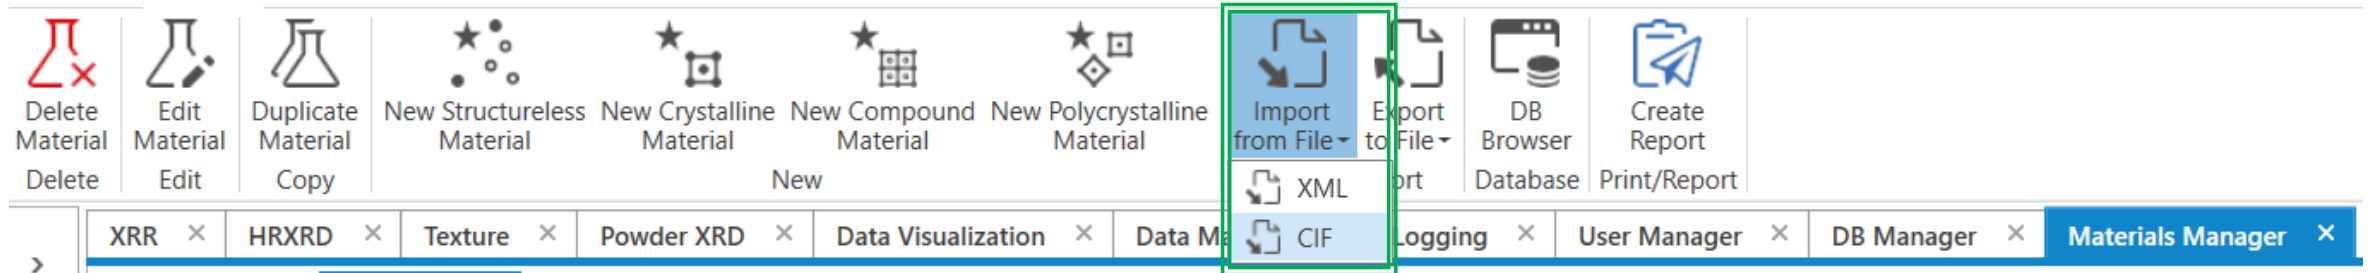 Delete Material
Edit Material
Duplicate Material
New Structureless Material
New Crystalline Material
New Compound Material
New Polycrystalline Material
Import from File
Export to File
DB Browser
Create Report
Delete
Edit
Copy
New
Database
Print/Report
XML
CIF
XRR
HRXRD
Texture
Powder XRD
Data Visualization
Data
Logging
User Manager
DB Manager
Materials Manager